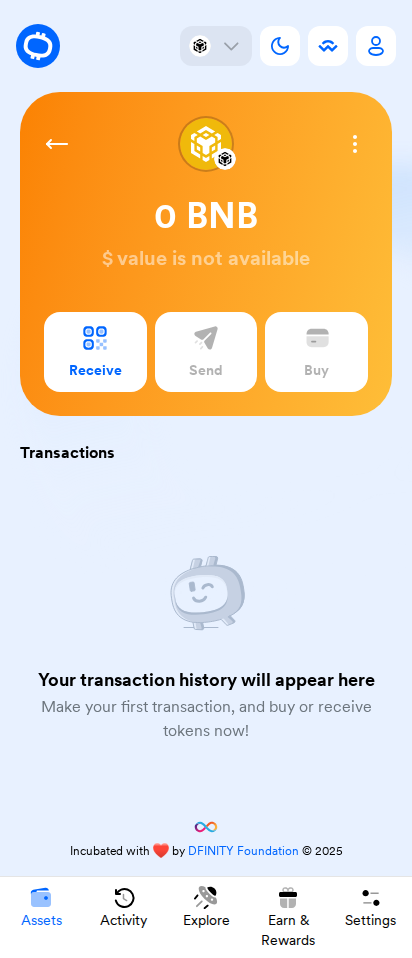 0 BNB
$ value is not available
Receive
Send
Buy
Transactions
Your transaction history will appear here
Make your first transaction, and buy or receive
tokens now!
Incubated with ❤️ by DFINITY Foundation © 2025
Assets
Activity
Explore
Earn &
Rewards
Settings